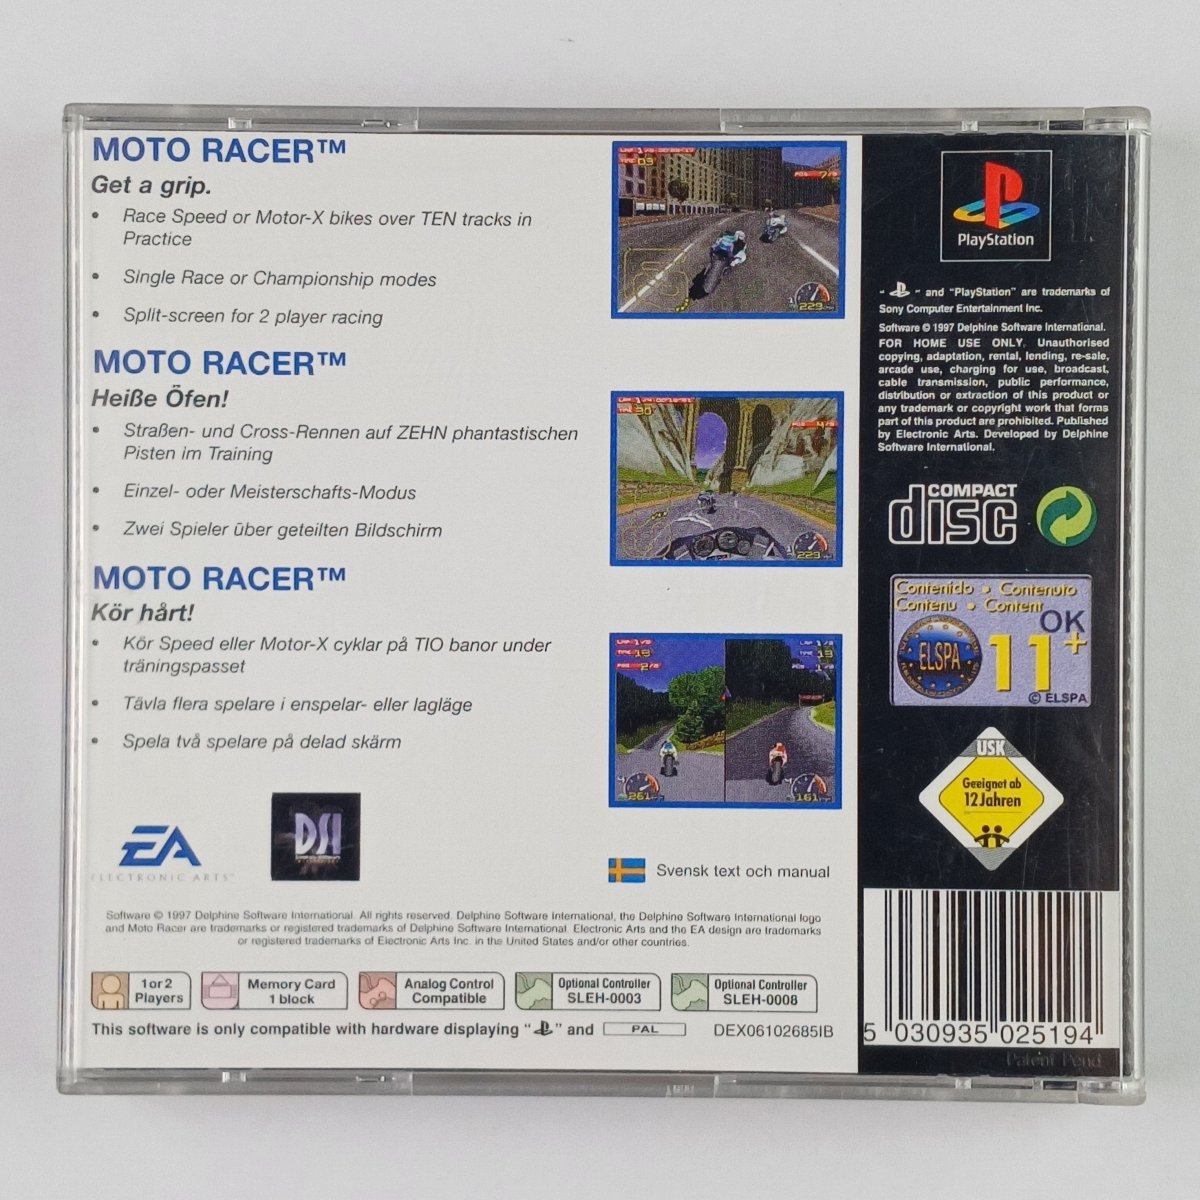 MOTO RACER™
Get a grip.
• Race Speed or Motor-X bikes over TEN tracks in
Practice
• Single Race or Championship modes
• Split-screen for 2 player racing
MOTO RACER™
Heiße Öfen!
• Straßen- und Cross-Rennen auf ZEHN phantastischen
Pisten im Training
• Einzel- oder Meisterschafts-Modus
• Zwei Spieler über geteilten Bildschirm
MOTO RACER™
Kör hårt!
• Kör Speed eller Motor-X cyklar på TIO banor under
träningspasset
• Tävla flera spelare i enspelar- eller lagläge
• Spela två spelare på delad skärm
EA
ELECTRONIC ARTS™
DSI
Svensk text och manual
Software © 1997 Delphine Software International. All rights reserved. Delphine Software International, the Delphine Software International logo
and Moto Racer are trademarks or registered trademarks of Delphine Software International. Electronic Arts and the EA design are trademarks
or registered trademarks of Electronic Arts Inc. in the United States and/or other countries.
1 or 2
Players
Memory Card
1 block
Analog Control
Compatible
Optional Controller
SLEH-0003
Optional Controller
SLEH-0008
This software is only compatible with hardware displaying " " and PAL
DEX06102685IB
229
229
261
161
PlayStation
" " and "PlayStation" are trademarks of
Sony Computer Entertainment Inc.
Software © 1997 Delphine Software International.
FOR HOME USE ONLY. Unauthorised
copying, adaptation, rental, lending, re-sale,
arcade use, charging for use, broadcast,
cable transmission, public performance,
distribution or extraction of this product or
any trademark or copyright work that forms
part of this product are prohibited. Published
by Electronic Arts. Developed by Delphine
Software International.
COMPACT
disc
Contenido • Contenuto
Contenu • Content
OK
ELSPA
11+
© ELSPA
USK
Geeignet ab
12 Jahren
5 030935 025194
Patent Pend